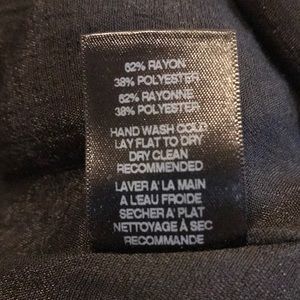 62% RAYON
38% POLYESTER
62% RAYONNE
38% POLYESTER
HAND WASH COLD
LAY FLAT TO DRY
DRY CLEAN
RECOMMENDED
LAVER A' LA MAIN
A L'EAU FROIDE
SECHER A' PLAT
NETTOYAGE À SEC
RECOMMANDE